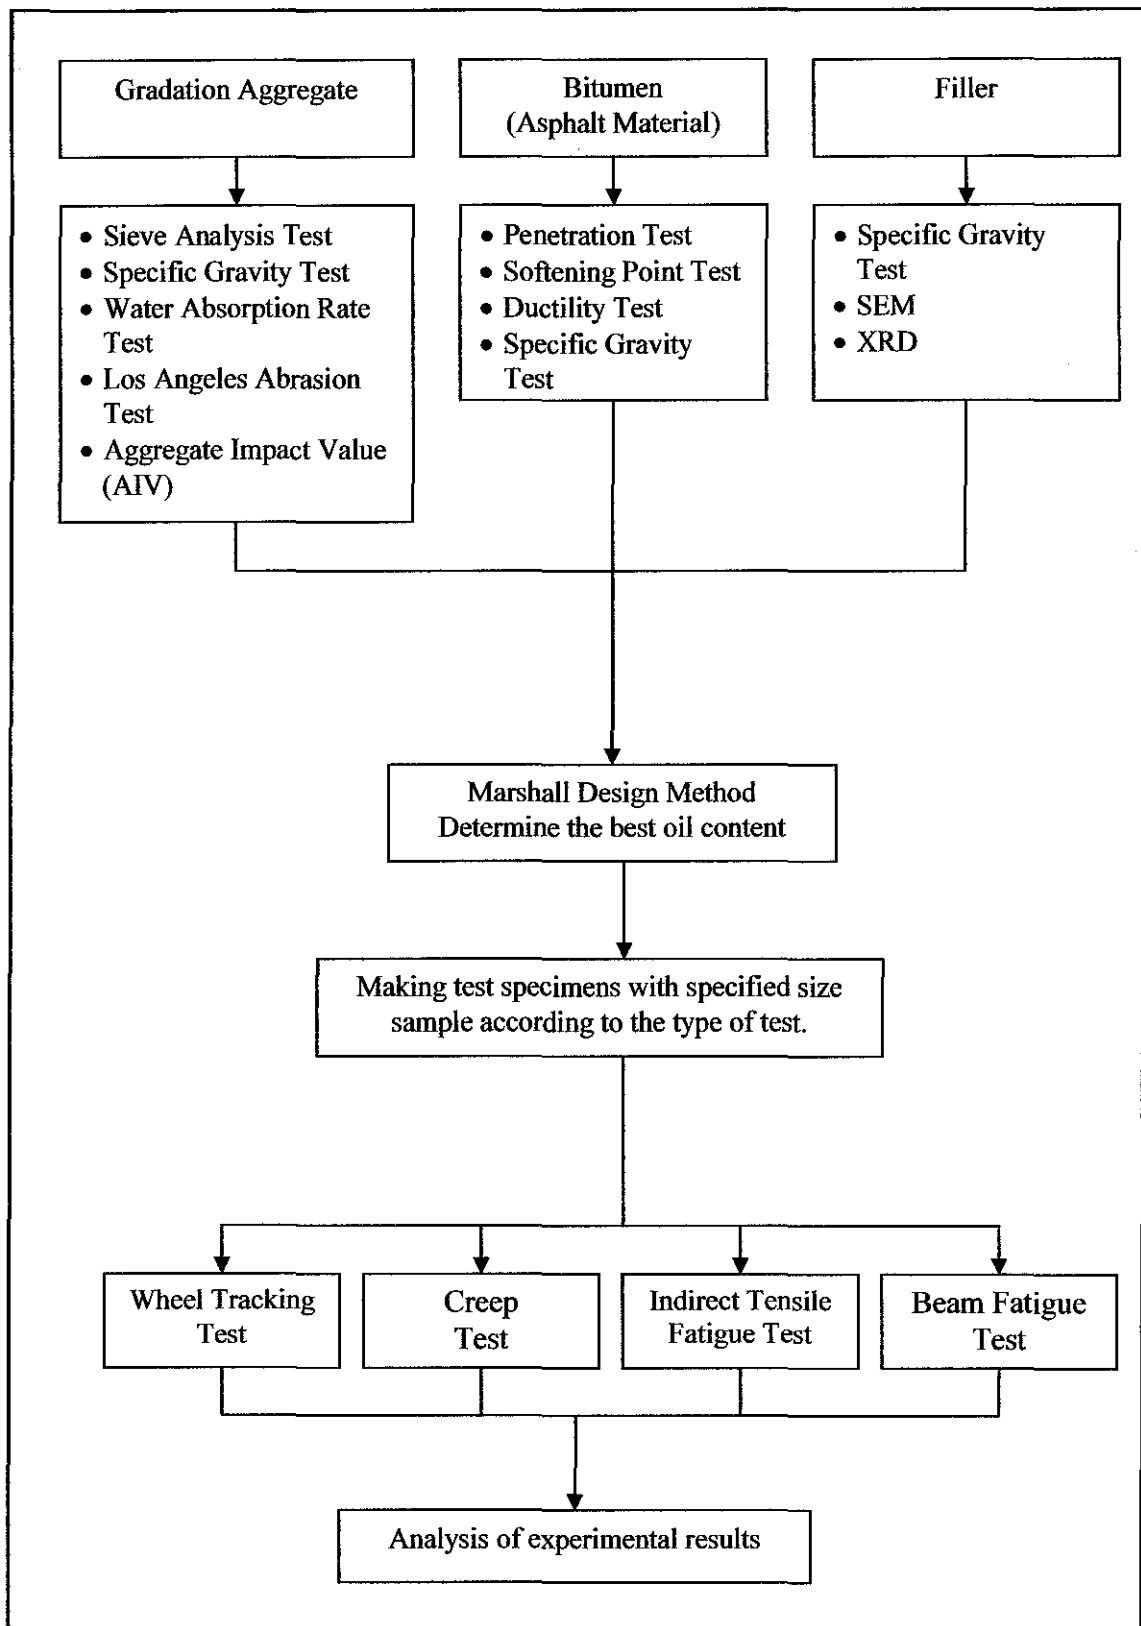 Gradation Aggregate
Bitumen
(Asphalt Material)
Filler
• Sieve Analysis Test
• Specific Gravity Test
• Water Absorption Rate
Test
• Los Angeles Abrasion
Test
• Aggregate Impact Value
(AIV)
• Penetration Test
• Softening Point Test
• Ductility Test
• Specific Gravity
Test
• Specific Gravity
Test
• SEM
• XRD
Marshall Design Method
Determine the best oil content
Making test specimens with specified size
sample according to the type of test.
Wheel Tracking
Test
Creep
Test
Indirect Tensile
Fatigue Test
Beam Fatigue
Test
Analysis of experimental results